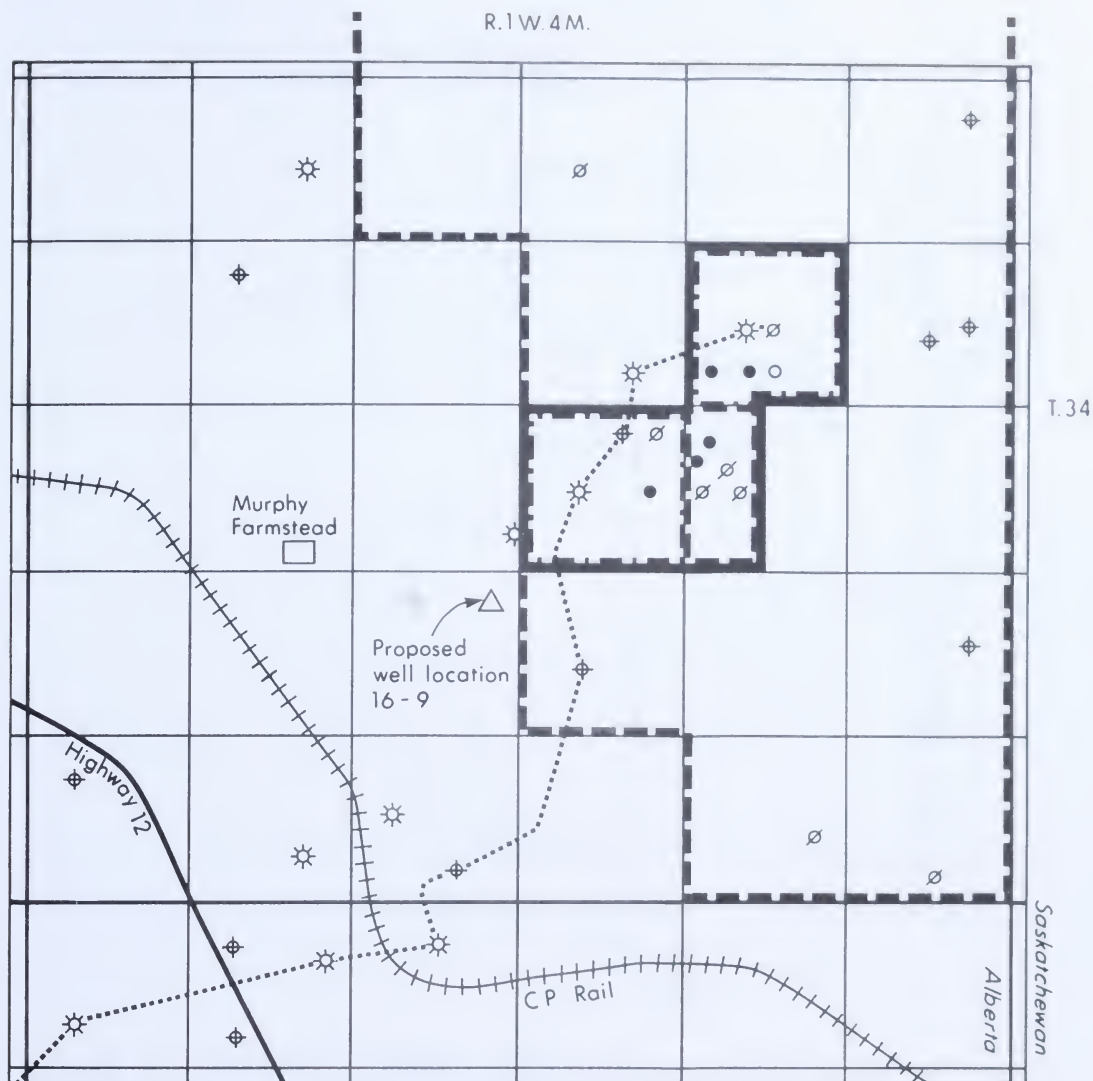 R.1W.4M.
T.34
Murphy
Farmstead
Proposed
well location
16-9
Highway 12
CP Rail
Alberta
Saskatchewan